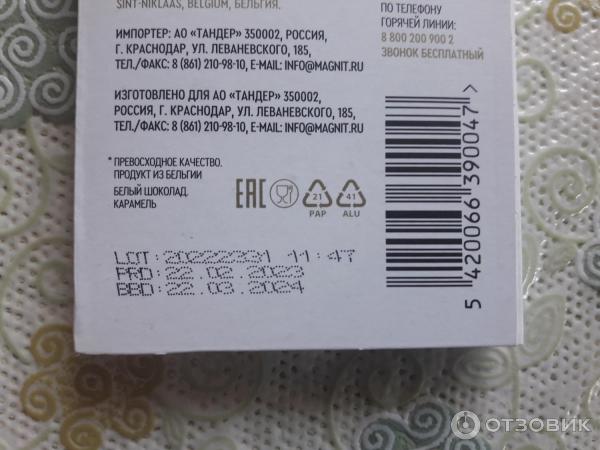 SINT-NIKLAAS, BELGIUM, БЕЛЬГИЯ.
ИМПОРТЕР: АО "ТАНДЕР" 350002, РОССИЯ,
Г. КРАСНОДАР, УЛ. ЛЕВАНЕВСКОГО, 185,
ТЕЛ./ФАКС: 8 (861) 210-98-10, E-MAIL: INFO@MAGNIT.RU
ИЗГОТОВЛЕНО ДЛЯ АО "ТАНДЕР" 350002,
РОССИЯ, Г. КРАСНОДАР, УЛ. ЛЕВАНЕВСКОГО, 185,
ТЕЛ./ФАКС: 8 (861) 210-98-10, E-MAIL: INFO@MAGNIT.RU
ПО ТЕЛЕФОНУ
ГОРЯЧЕЙ ЛИНИИ:
8 800 200 900 2
ЗВОНОК БЕСПЛАТНЫЙ
* ПРЕВОСХОДНОЕ КАЧЕСТВО.
ПРОДУКТ ИЗ БЕЛЬГИИ
БЕЛЫЙ ШОКОЛАД.
КАРАМЕЛЬ
EAC
21
PAP
41
ALU
LOT: 20222331 11:47
PRD: 22.02.2023
BBD: 22.03.2024
5 420066 390047 >
ОТЗОВИК